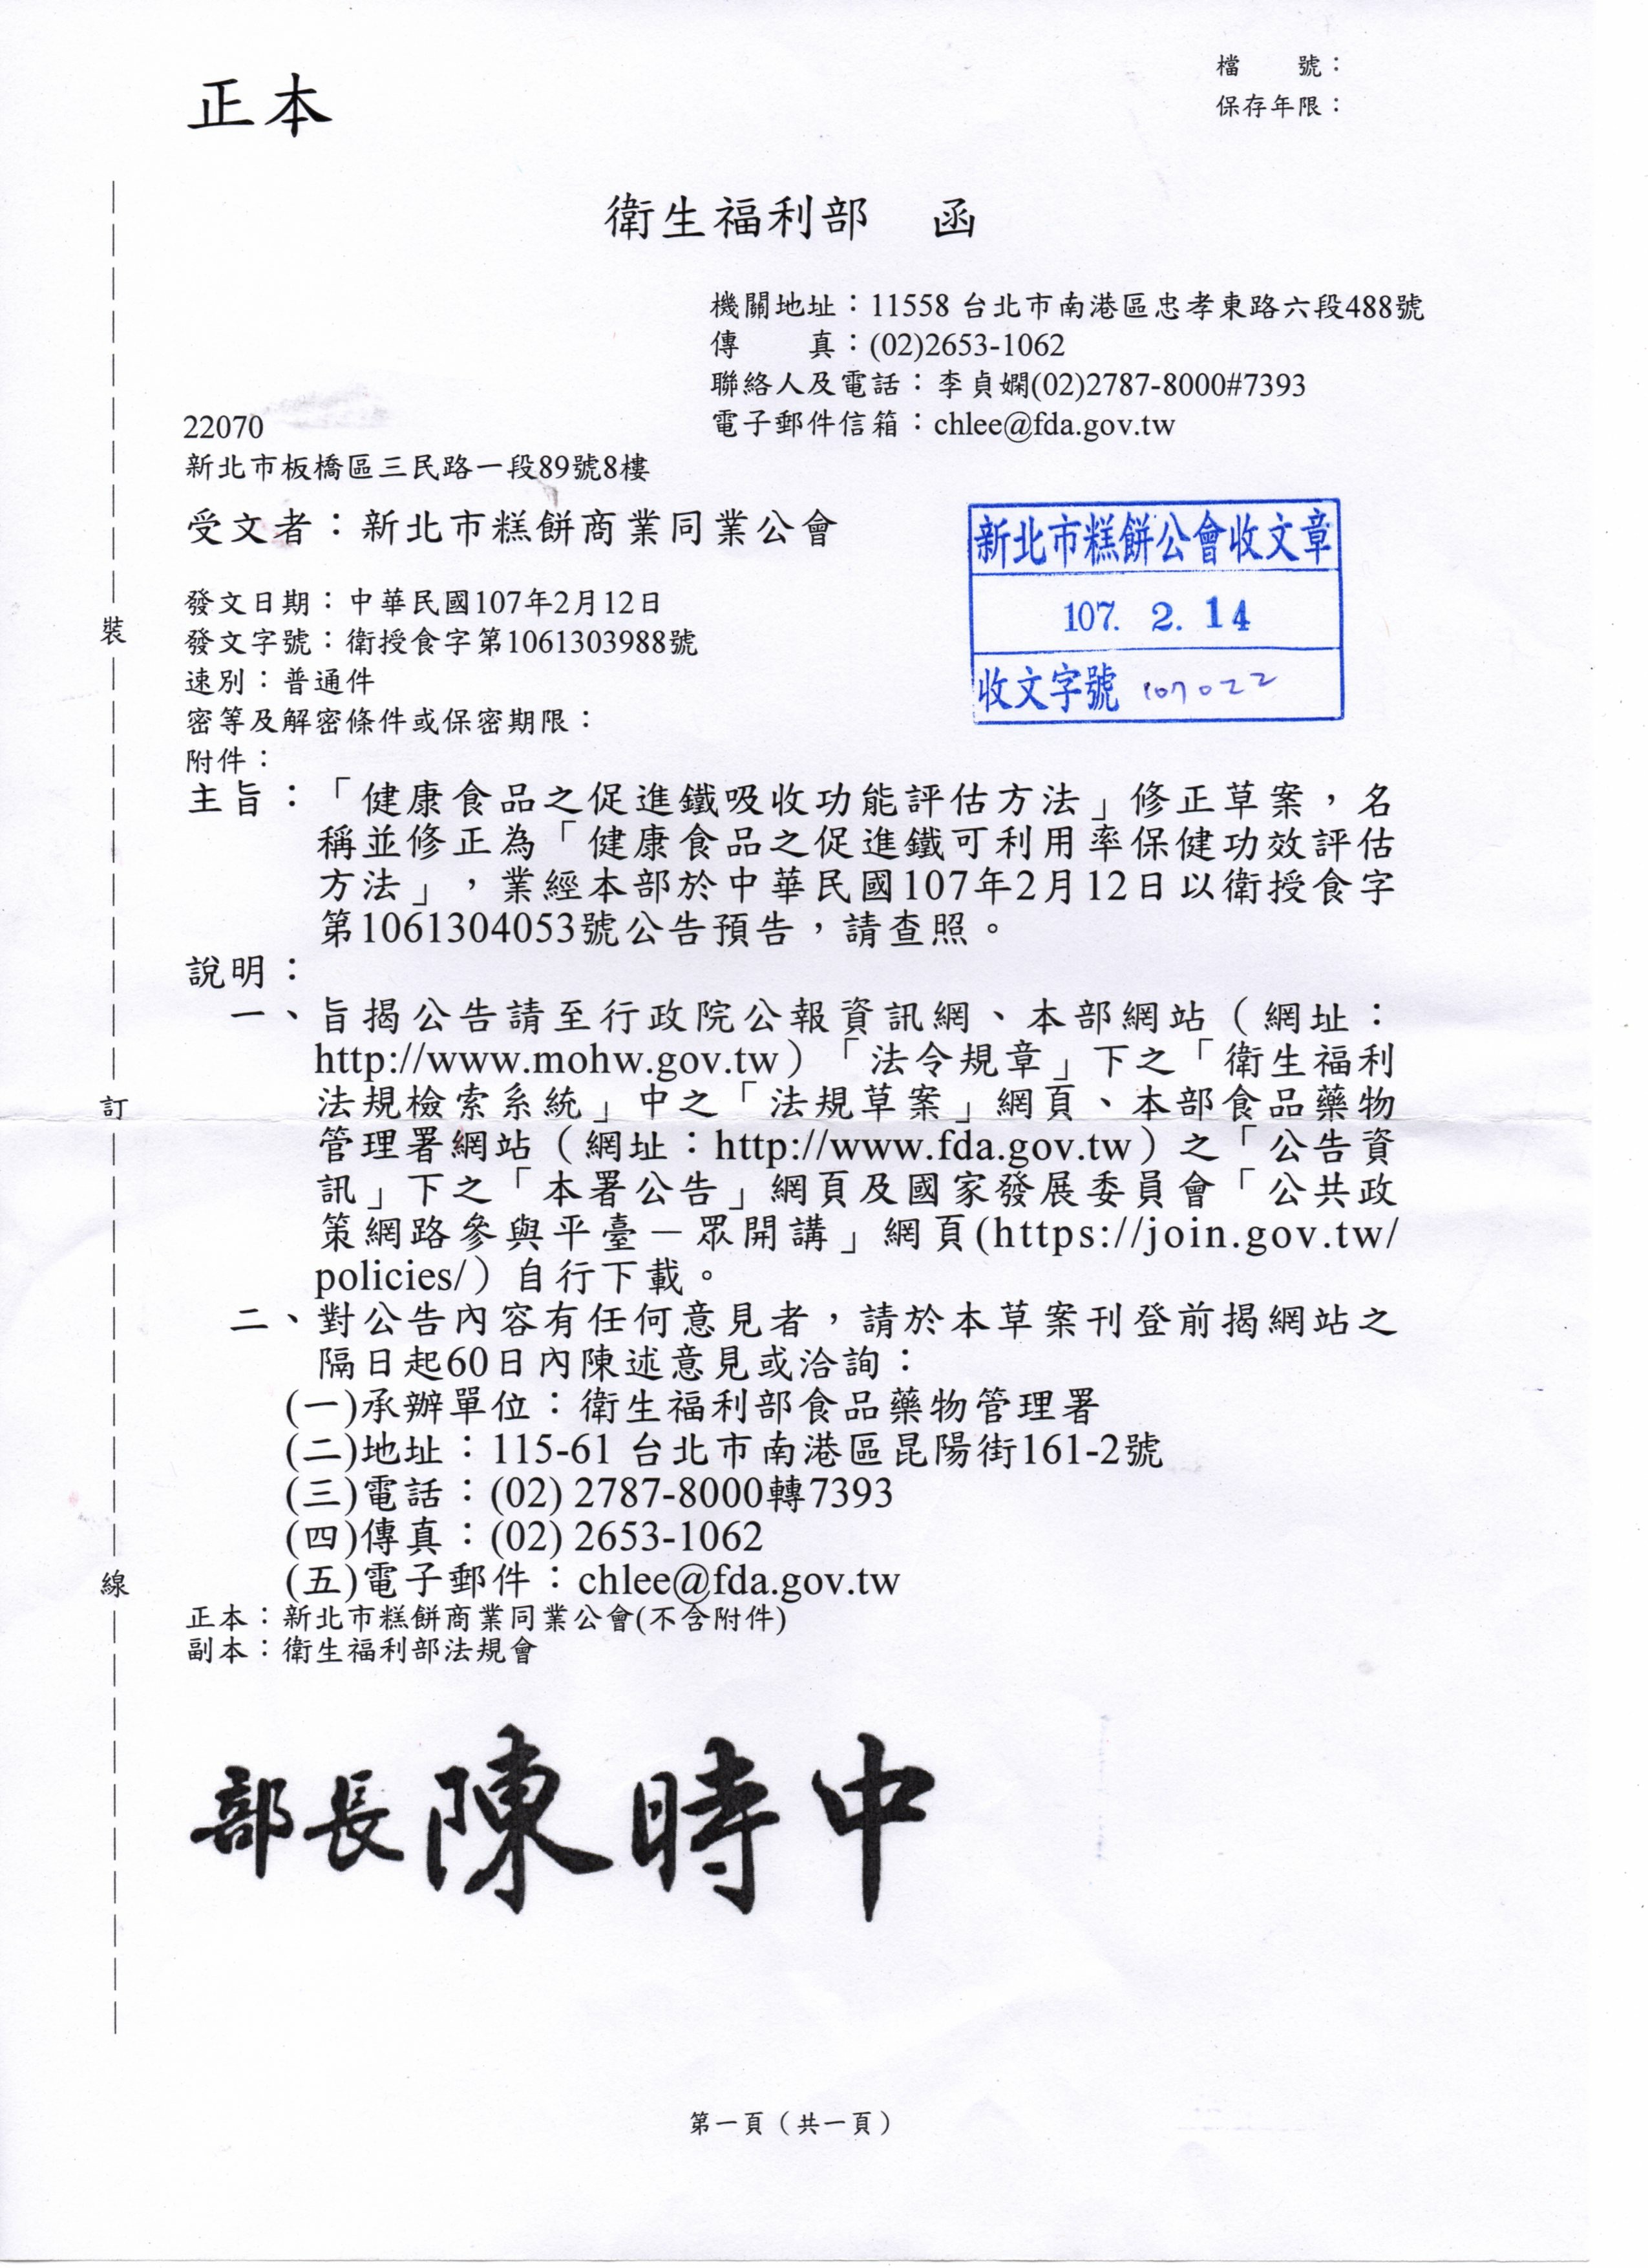 正本
檔　　號：
保存年限：
衛生福利部　函
機關地址：11558 台北市南港區忠孝東路六段488號
傳　　真：(02)2653-1062
聯絡人及電話：李貞嫻(02)2787-8000#7393
電子郵件信箱：chlee@fda.gov.tw
22070
新北市板橋區三民路一段89號8樓
受文者：新北市糕餅商業同業公會
新北市糕餅公會收文章
107. 2. 14
收文字號 107022
發文日期：中華民國107年2月12日
發文字號：衛授食字第1061303988號
速別：普通件
密等及解密條件或保密期限：
附件：
主旨：「健康食品之促進鐵吸收功能評估方法」修正草案，名
稱並修正為「健康食品之促進鐵可利用率保健功效評估
方法」，業經本部於中華民國107年2月12日以衛授食字
第1061304053號公告預告，請查照。
說明：
一、旨揭公告請至行政院公報資訊網、本部網站（網址：
http://www.mohw.gov.tw）「法令規章」下之「衛生福利
法規檢索系統」中之「法規草案」網頁、本部食品藥物
管理署網站（網址：http://www.fda.gov.tw）之「公告資
訊」下之「本署公告」網頁及國家發展委員會「公共政
策網路參與平臺－眾開講」網頁(https://join.gov.tw/
policies/）自行下載。
二、對公告內容有任何意見者，請於本草案刊登前揭網站之
隔日起60日內陳述意見或洽詢：
(一)承辦單位：衛生福利部食品藥物管理署
(二)地址：115-61 台北市南港區昆陽街161-2號
(三)電話：(02) 2787-8000轉7393
(四)傳真：(02) 2653-1062
(五)電子郵件：chlee@fda.gov.tw
正本：新北市糕餅商業同業公會(不含附件)
副本：衛生福利部法規會
部長陳時中
裝
訂
線
第一頁（共一頁）